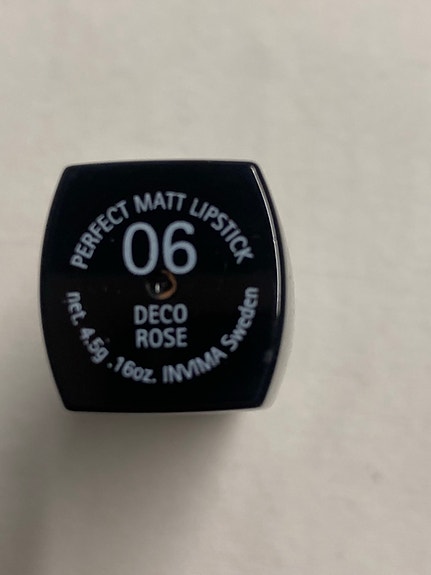 PERFECT MATT LIPSTICK
06
DECO
ROSE
net. 4.5g .16oz. INVIMA Sweden